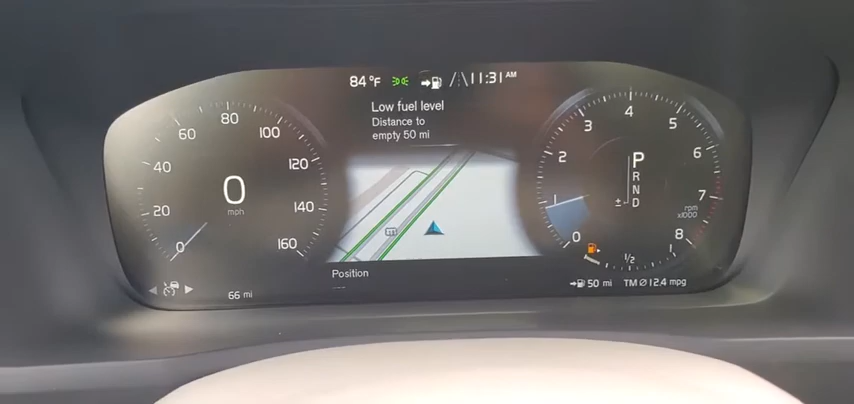 84 °F
11:31 AM
Low fuel level
Distance to
empty 50 mi
0
20
40
60
80
100
120
140
160
0
mph
0
1
2
3
4
5
6
7
8
rpm
x1000
P
R
N
± D
1/2
1
Position
66 mi
50 mi TM Ø 12.4 mpg